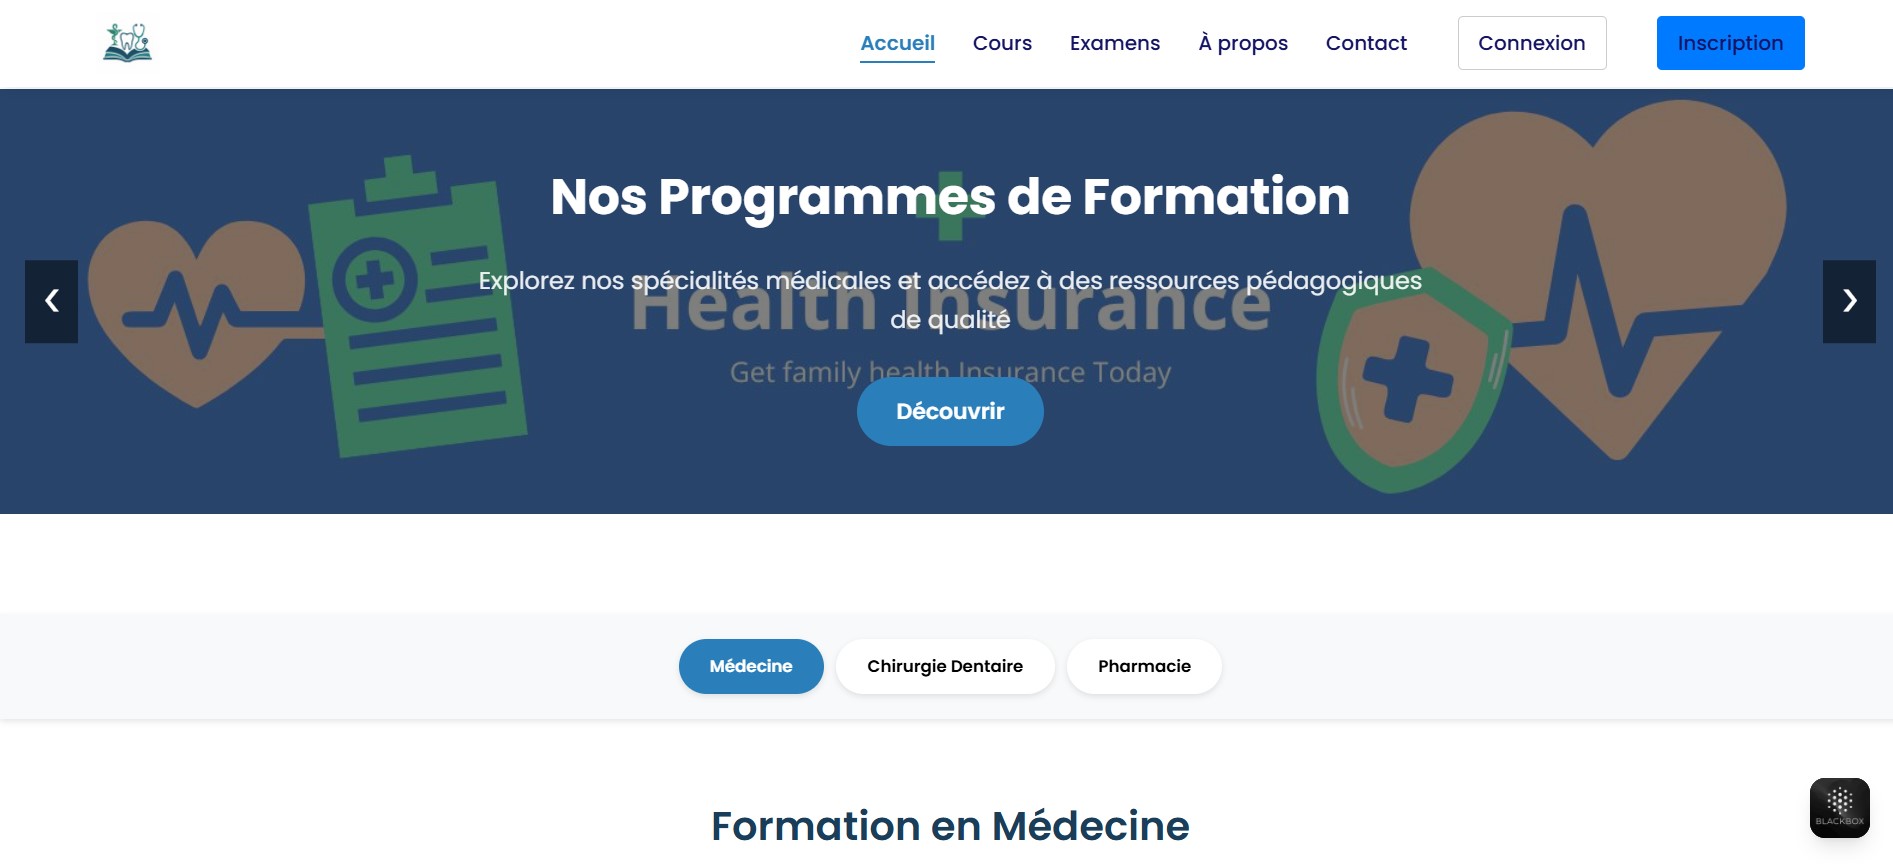 Accueil
Cours
Examens
À propos
Contact
Connexion
Inscription
Nos Programmes de Formation
Explorez nos spécialités médicales et accédez à des ressources pédagogiques
de qualité
Health Insurance
Get family health Insurance Today
Découvrir
❮
❯
Médecine
Chirurgie Dentaire
Pharmacie
Formation en Médecine
BLACKBOX